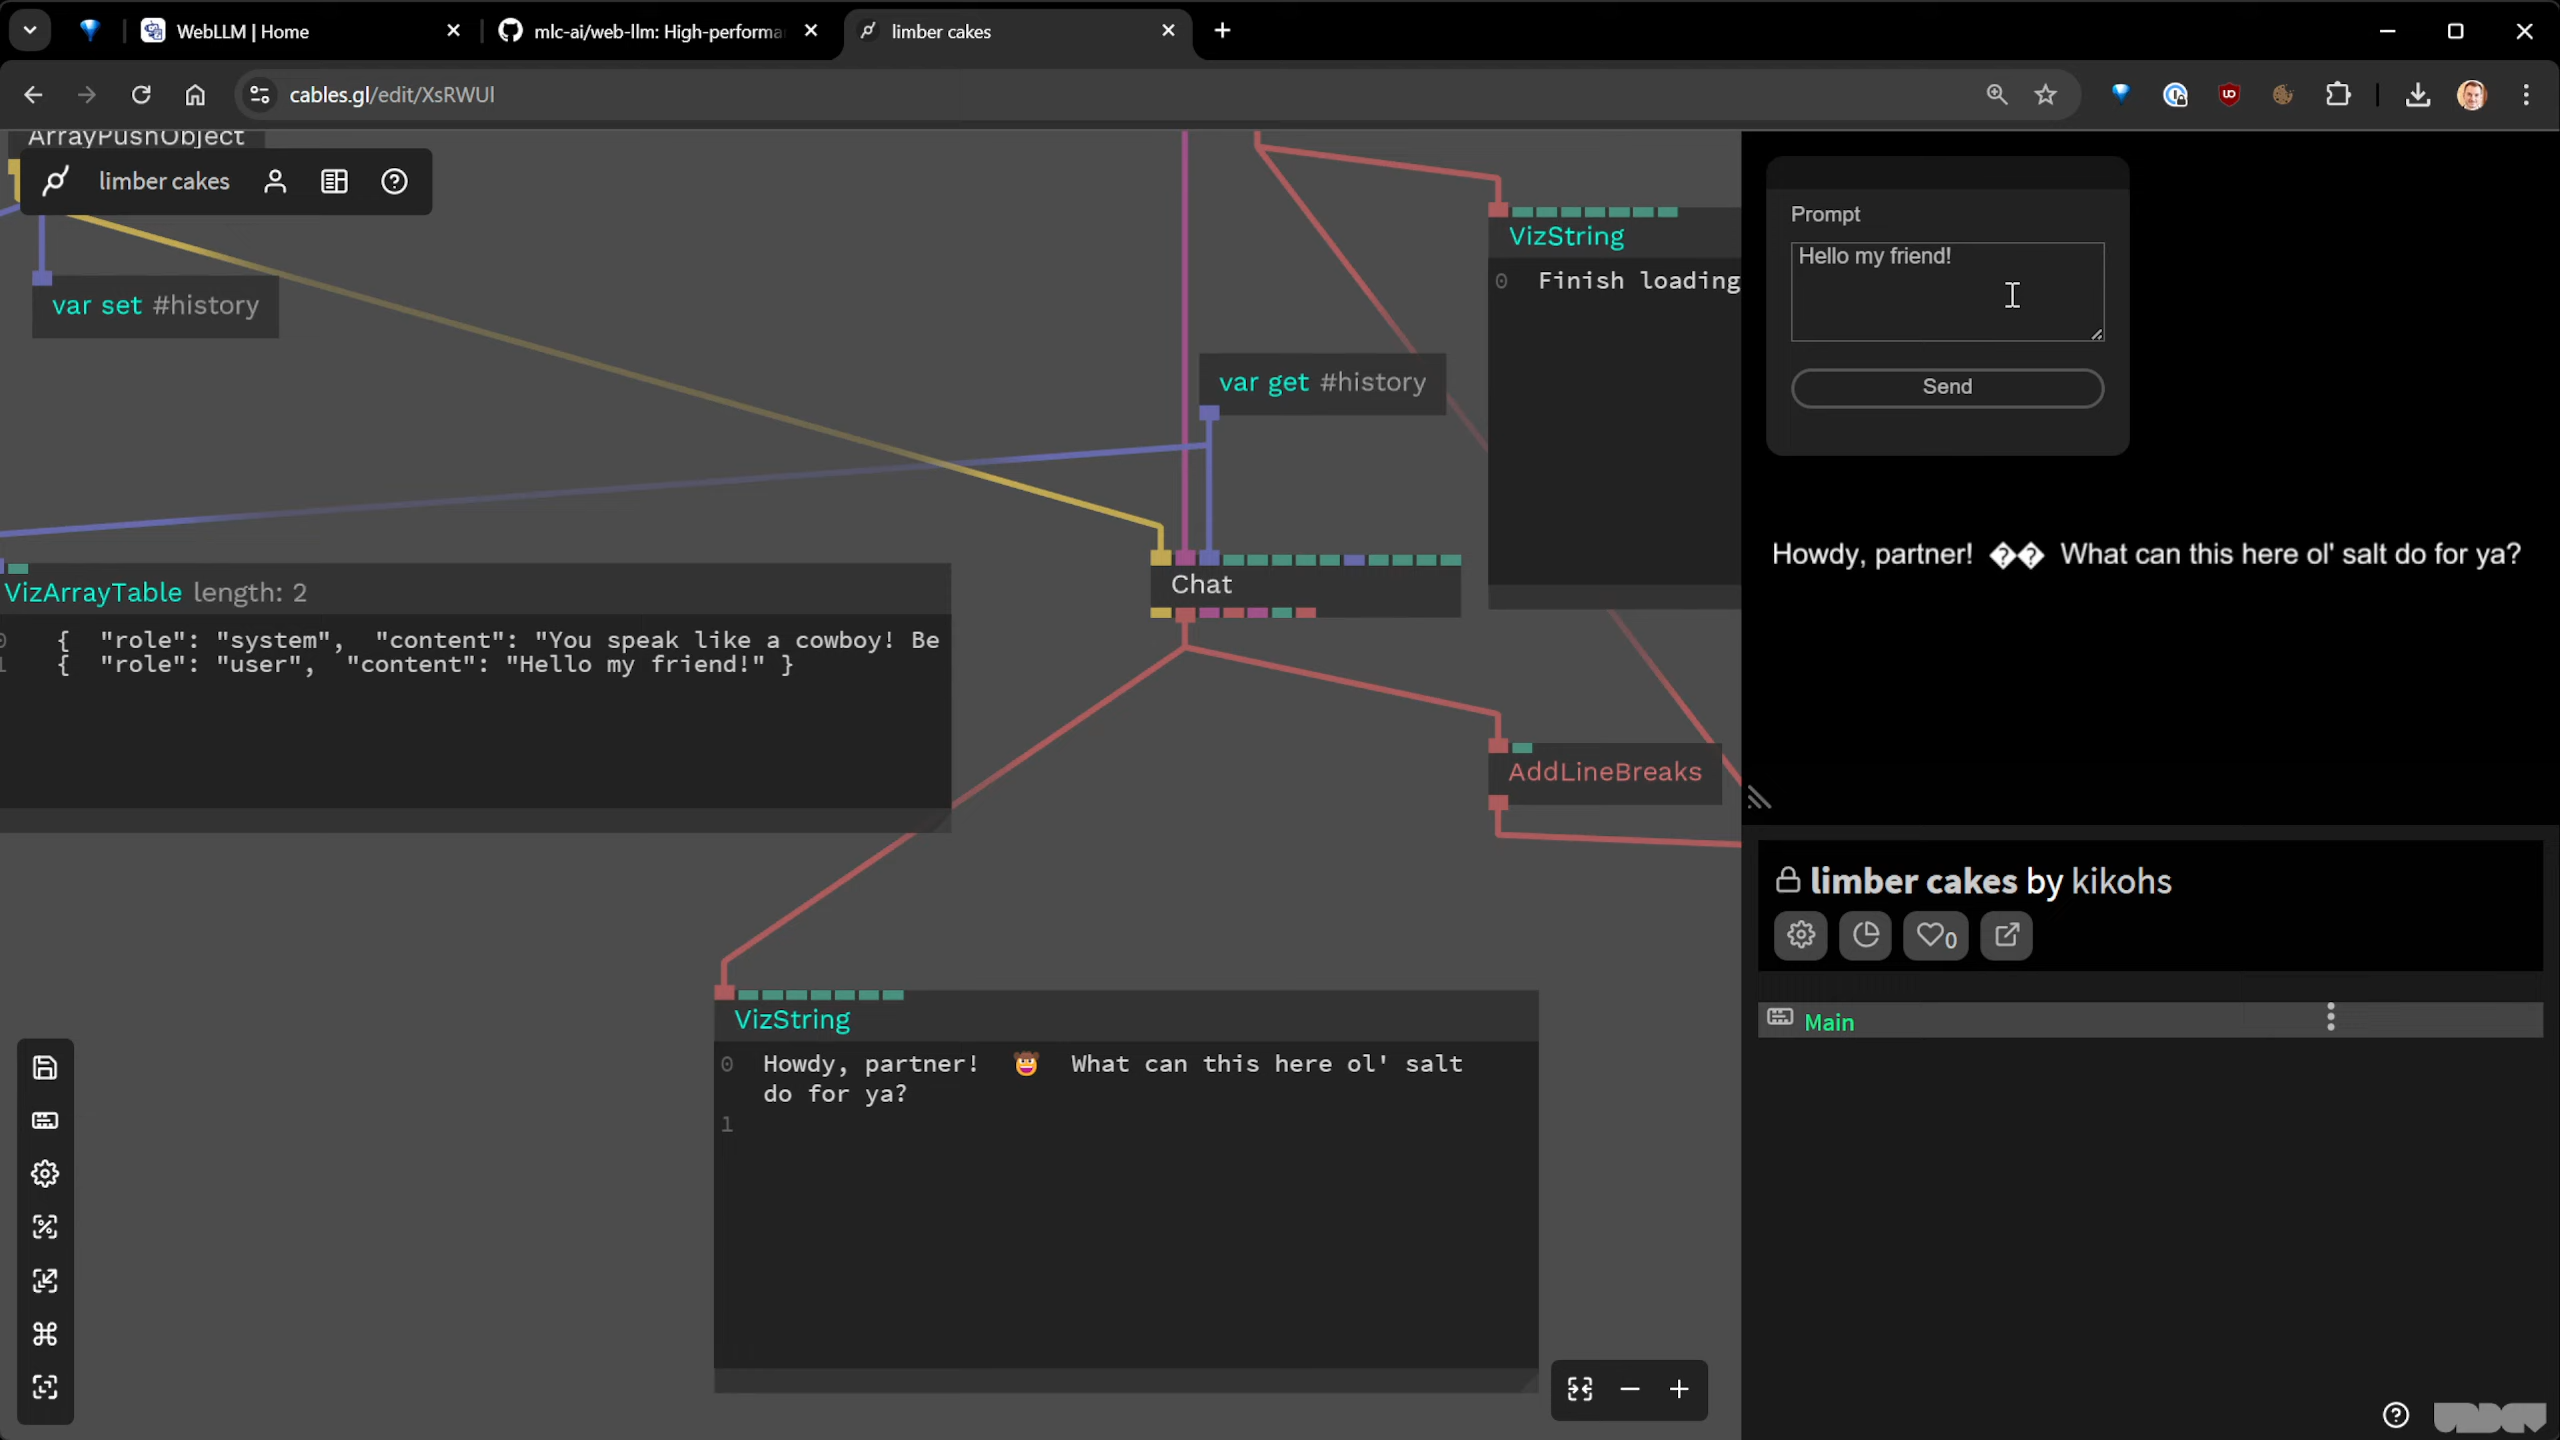 WebLLM | Home
mlc-ai/web-llm: High-performa
limber cakes
cables.gl/edit/XsRWUl
ArrayPushObject
limber cakes
var set #history
VizString
0 Finish loading
var get #history
Prompt
Hello my friend!
Send
Howdy, partner! �� What can this here ol' salt do for ya?
Chat
VizArrayTable length: 2
0 { "role": "system", "content": "You speak like a cowboy! Be
1 { "role": "user", "content": "Hello my friend!" }
AddLineBreaks
limber cakes by kikohs
0
Main
VizString
0 Howdy, partner! 🤠 What can this here ol' salt
do for ya?
1